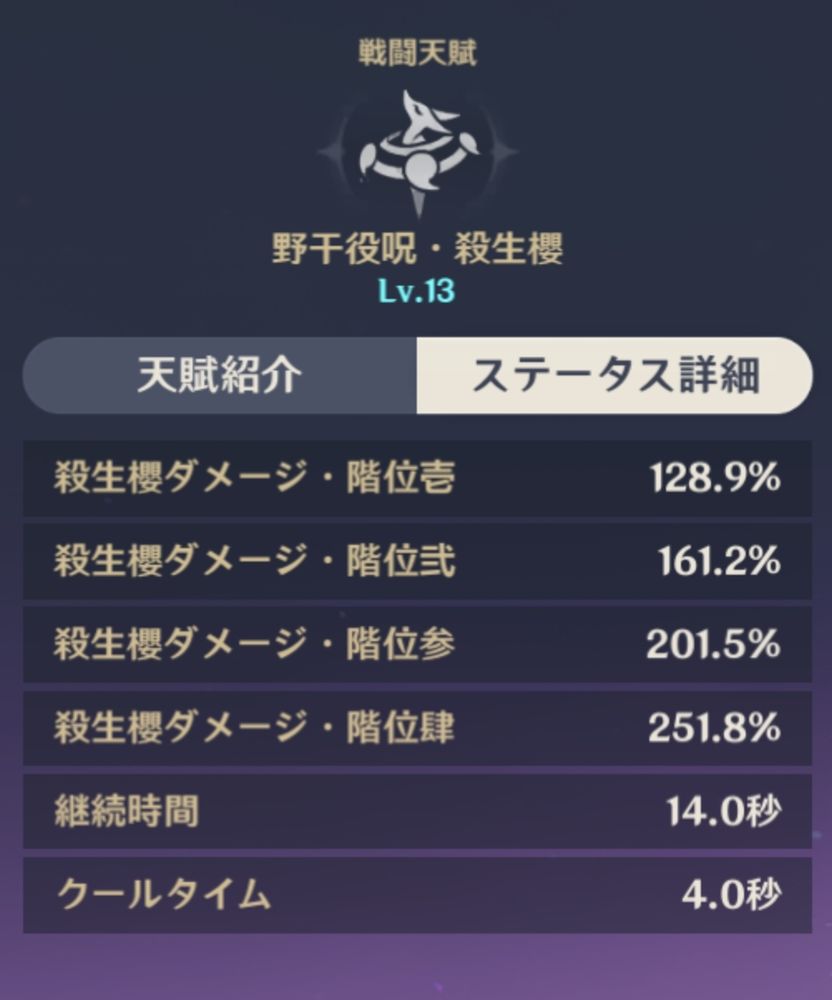 戦闘天賦
野干役呪・殺生櫻
Lv.13
天賦紹介
ステータス詳細
殺生櫻ダメージ・階位壱 128.9%
殺生櫻ダメージ・階位弐 161.2%
殺生櫻ダメージ・階位参 201.5%
殺生櫻ダメージ・階位肆 251.8%
継続時間 14.0秒
クールタイム 4.0秒